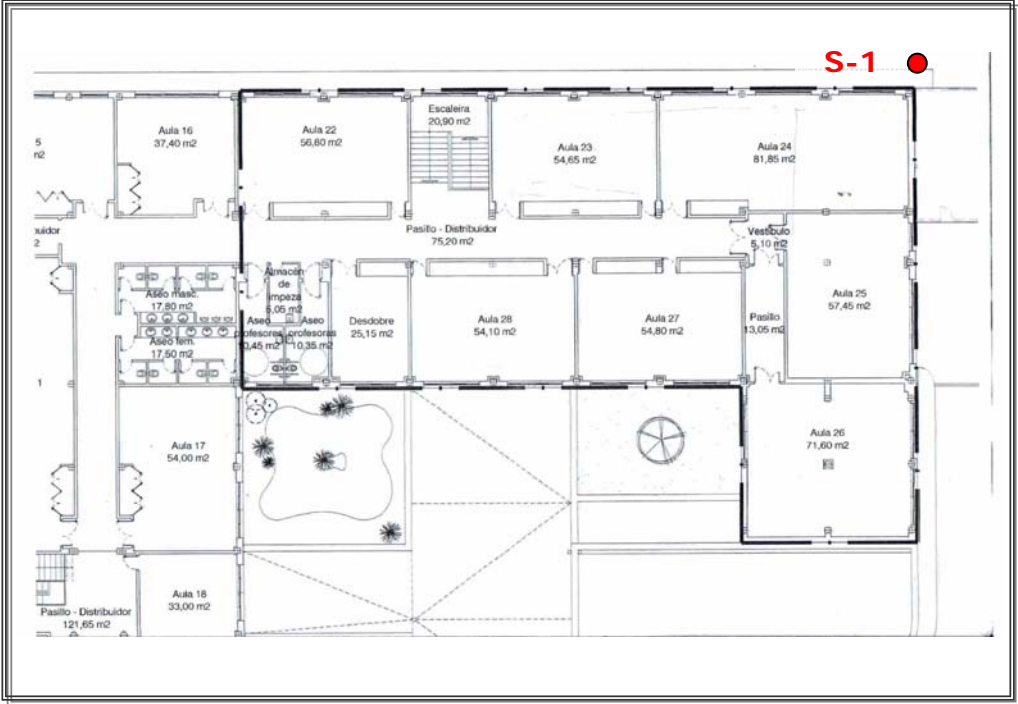 S-1
Escaleira
20,90 m2
Aula 16
37,40 m2
Aula 22
56,80 m2
Aula 23
54,65 m2
Aula 24
81,85 m2
5
m2
Pasillo - Distribuidor
75,20 m2
Vestíbulo
5,10 m2
2
Almacén
de
limpeza
5,05 m2
Aseo masc.
17,80 m2
Aseo
profesores
10,45 m2
Aseo
profesoras
10,35 m2
Desdobre
25,15 m2
Aula 28
54,10 m2
Aula 27
54,80 m2
Pasillo
13,05 m2
Aula 25
57,45 m2
Aseo fem.
17,50 m2
1
Aula 17
54,00 m2
Aula 26
71,60 m2
Aula 18
33,00 m2
Pasillo - Distribuidor
121,65 m2